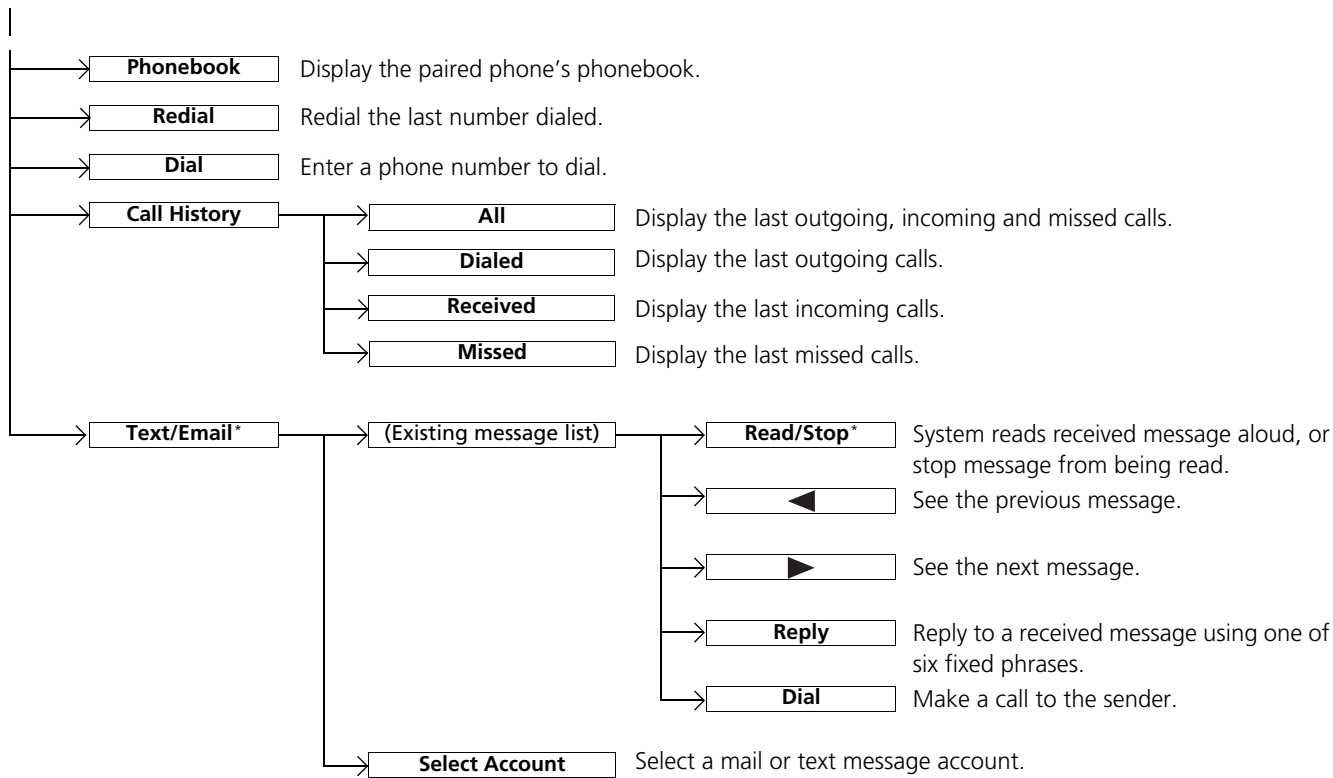 Phonebook Display the paired phone’s phonebook.
Redial Redial the last number dialed.
Dial Enter a phone number to dial.
Call History All Display the last outgoing, incoming and missed calls.
Dialed Display the last outgoing calls.
Received Display the last incoming calls.
Missed Display the last missed calls.
Text/Email* (Existing message list) Read/Stop* System reads received message aloud, or
stop message from being read.
◀ See the previous message.
▶ See the next message.
Reply Reply to a received message using one of
six fixed phrases.
Dial Make a call to the sender.
Select Account Select a mail or text message account.